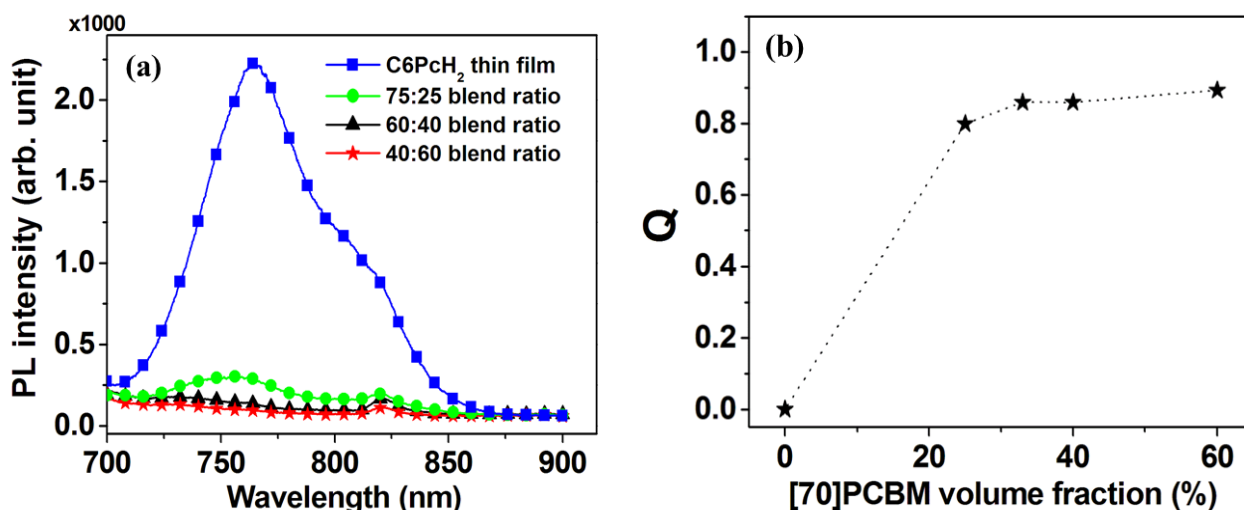 x1000
(a)
C6PcH2 thin film
75:25 blend ratio
60:40 blend ratio
40:60 blend ratio
PL intensity (arb. unit)
2.0
1.5
1.0
0.5
0.0
700 750 800 850 900
Wavelength (nm)
(b)
Q
1.0
0.8
0.6
0.4
0.2
0.0
0 20 40 60
[70]PCBM volume fraction (%)